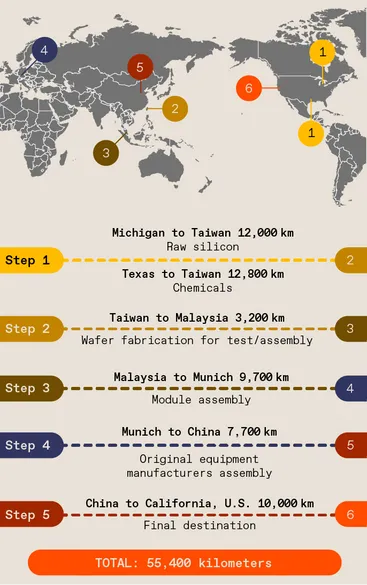 4
5
1
6
2
1
3
Michigan to Taiwan 12,000 km
Raw silicon
Step 1
2
Texas to Taiwan 12,800 km
Chemicals
Taiwan to Malaysia 3,200 km
Step 2
3
Wafer fabrication for test/assembly
Malaysia to Munich 9,700 km
Step 3
4
Module assembly
Munich to China 7,700 km
Step 4
5
Original equipment
manufacturers assembly
China to California, U.S. 10,000 km
Step 5
6
Final destination
TOTAL: 55,400 kilometers